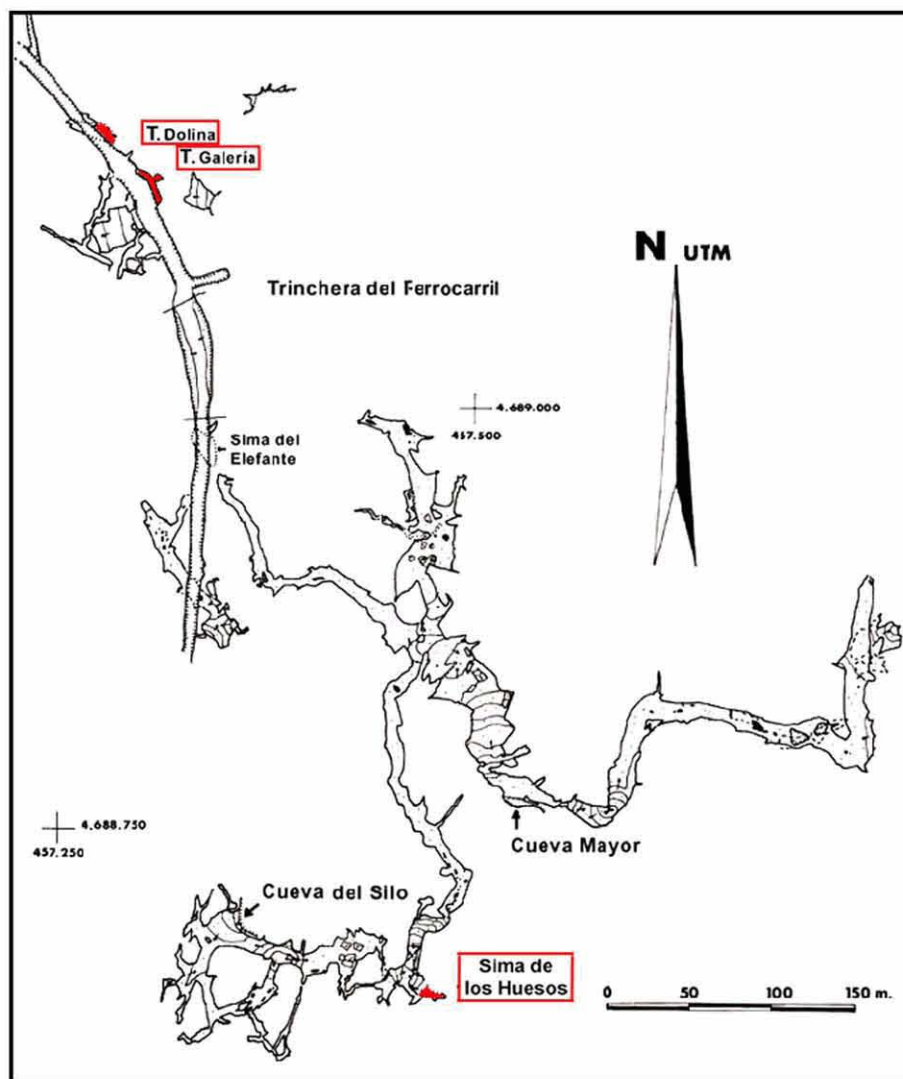 T. Dolina
T. Galería
N UTM
Trinchera del Ferrocarril
4.689.000
457.500
Sima del
Elefante
4.688.750
457.250
Cueva Mayor
Cueva del Silo
Sima de
los Huesos
0 50 100 150 m.